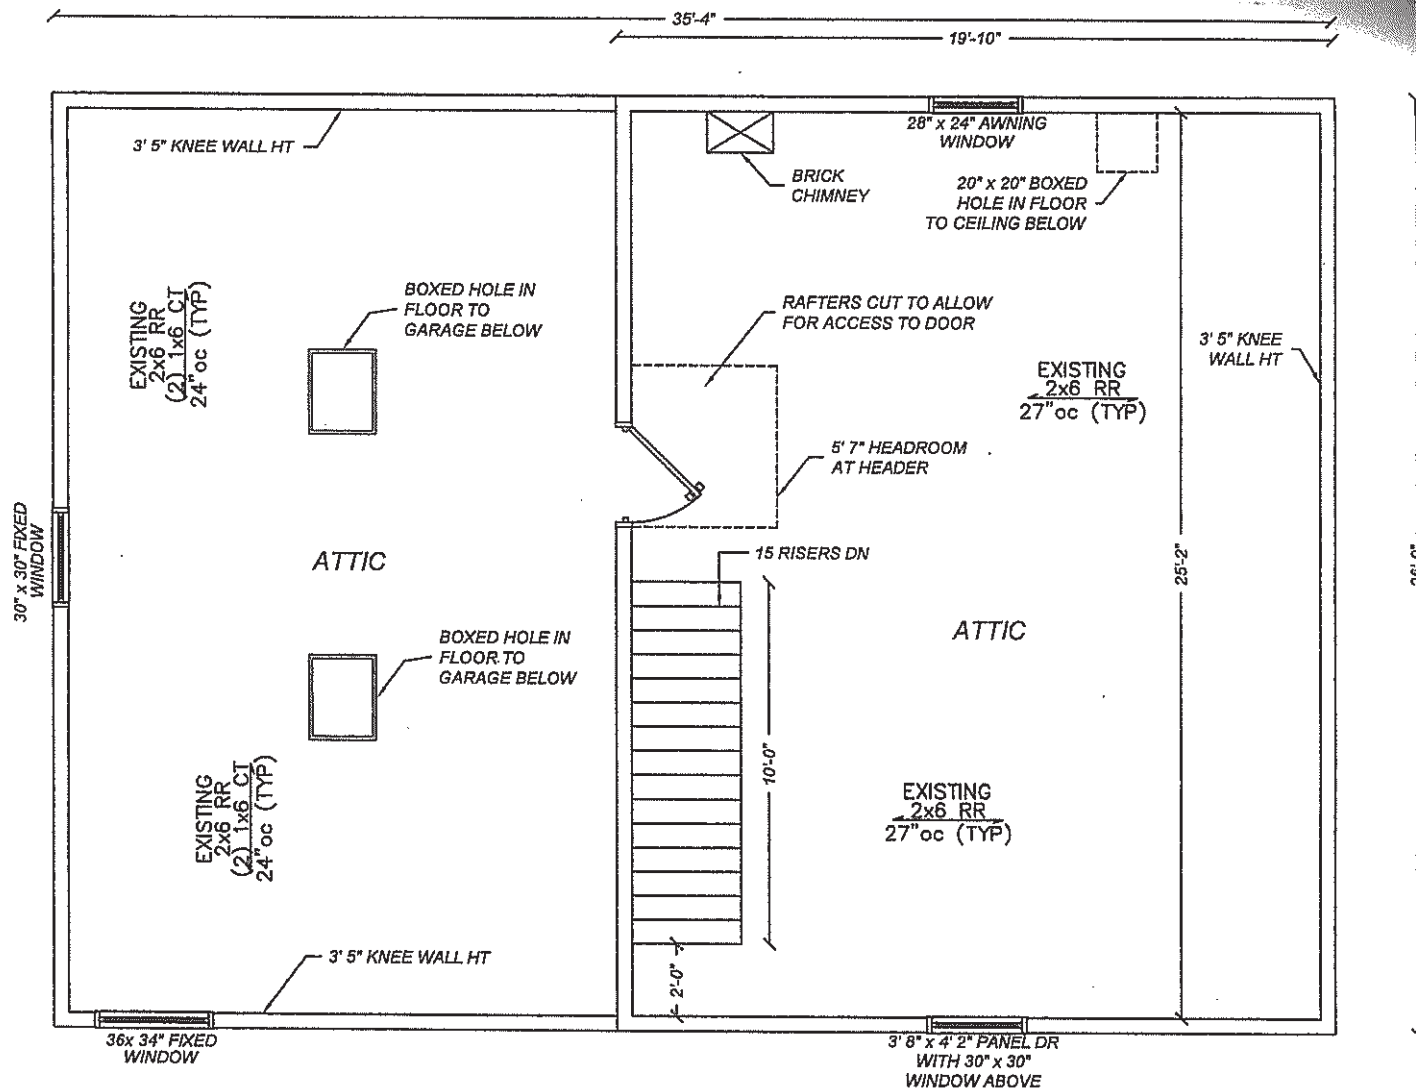 35'-4"
19'-10"
3' 5" KNEE WALL HT
BRICK
CHIMNEY
28" x 24" AWNING
WINDOW
20" x 20" BOXED
HOLE IN FLOOR
TO CEILING BELOW
EXISTING
2x6 RR
(2) 1x6 CT
24"oc (TYP)
BOXED HOLE IN
FLOOR TO
GARAGE BELOW
RAFTERS CUT TO ALLOW
FOR ACCESS TO DOOR
3' 5" KNEE
WALL HT
EXISTING
2x6 RR
27"oc (TYP)
5' 7" HEADROOM
AT HEADER
30" x 30" FIXED
WINDOW
ATTIC
15 RISERS DN
25'-2"
ATTIC
BOXED HOLE IN
FLOOR TO
GARAGE BELOW
10'-0"
EXISTING
2x6 RR
(2) 1x6 CT
24"oc (TYP)
EXISTING
2x6 RR
27"oc (TYP)
3' 5" KNEE WALL HT
2'-0"
36x 34" FIXED
WINDOW
3' 8" x 4' 2" PANEL DR
WITH 30" x 30"
WINDOW ABOVE